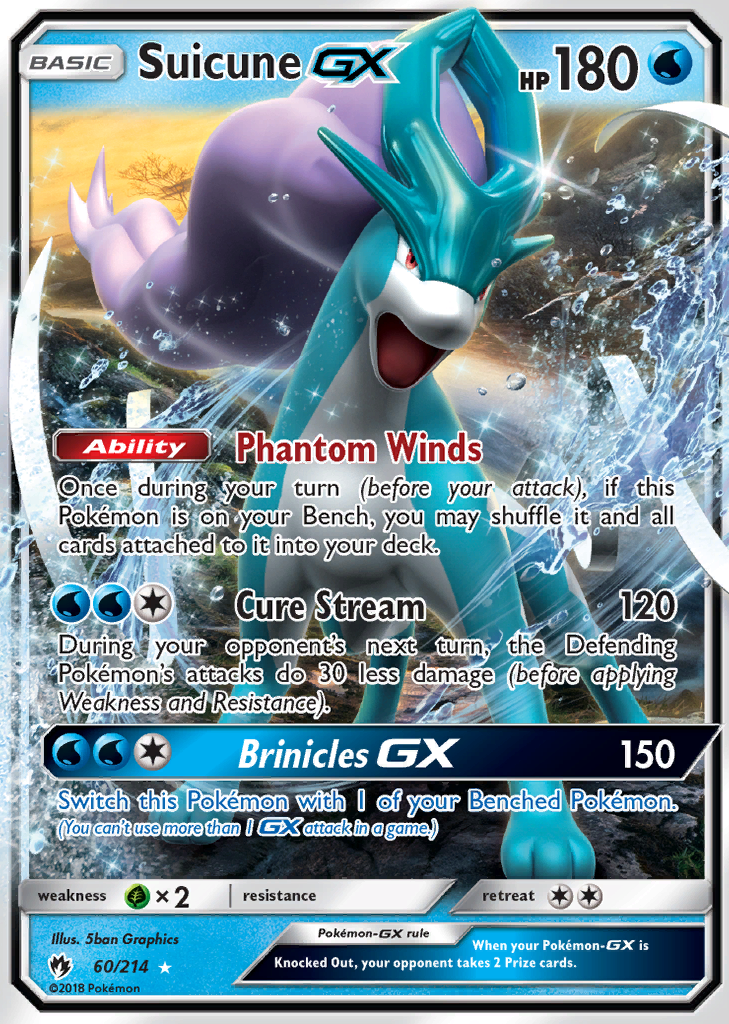 BASIC Suicune GX HP180
Ability Phantom Winds
Once during your turn (before your attack), if this
Pokémon is on your Bench, you may shuffle it and all
cards attached to it into your deck.
Cure Stream 120
During your opponent's next turn, the Defending
Pokémon's attacks do 30 less damage (before applying
Weakness and Resistance).
Brinicles GX 150
Switch this Pokémon with 1 of your Benched Pokémon.
(You can't use more than 1 GX attack in a game.)
weakness ×2 resistance retreat
Illus. 5ban Graphics
60/214
©2018 Pokémon
Pokémon-GX rule
When your Pokémon-GX is
Knocked Out, your opponent takes 2 Prize cards.